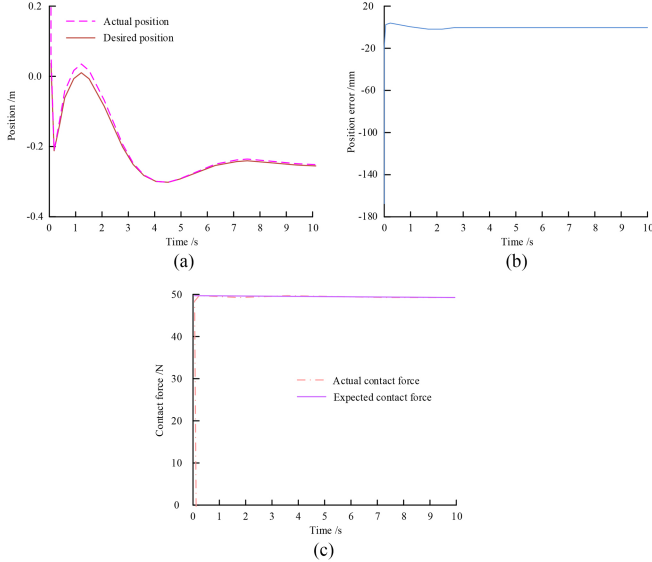 0.2
0.0
-0.2
-0.4
Position /m
Actual position
Desired position
0 1 2 3 4 5 6 7 8 9 10
Time /s
(a)
20
-20
-60
-100
-140
-180
Position error/mm
0 1 2 3 4 5 6 7 8 9 10
Time /s
(b)
50
40
30
20
10
0
Contact force /N
Actual contact force
Expected contact force
0 1 2 3 4 5 6 7 8 9 10
Time /s
(c)